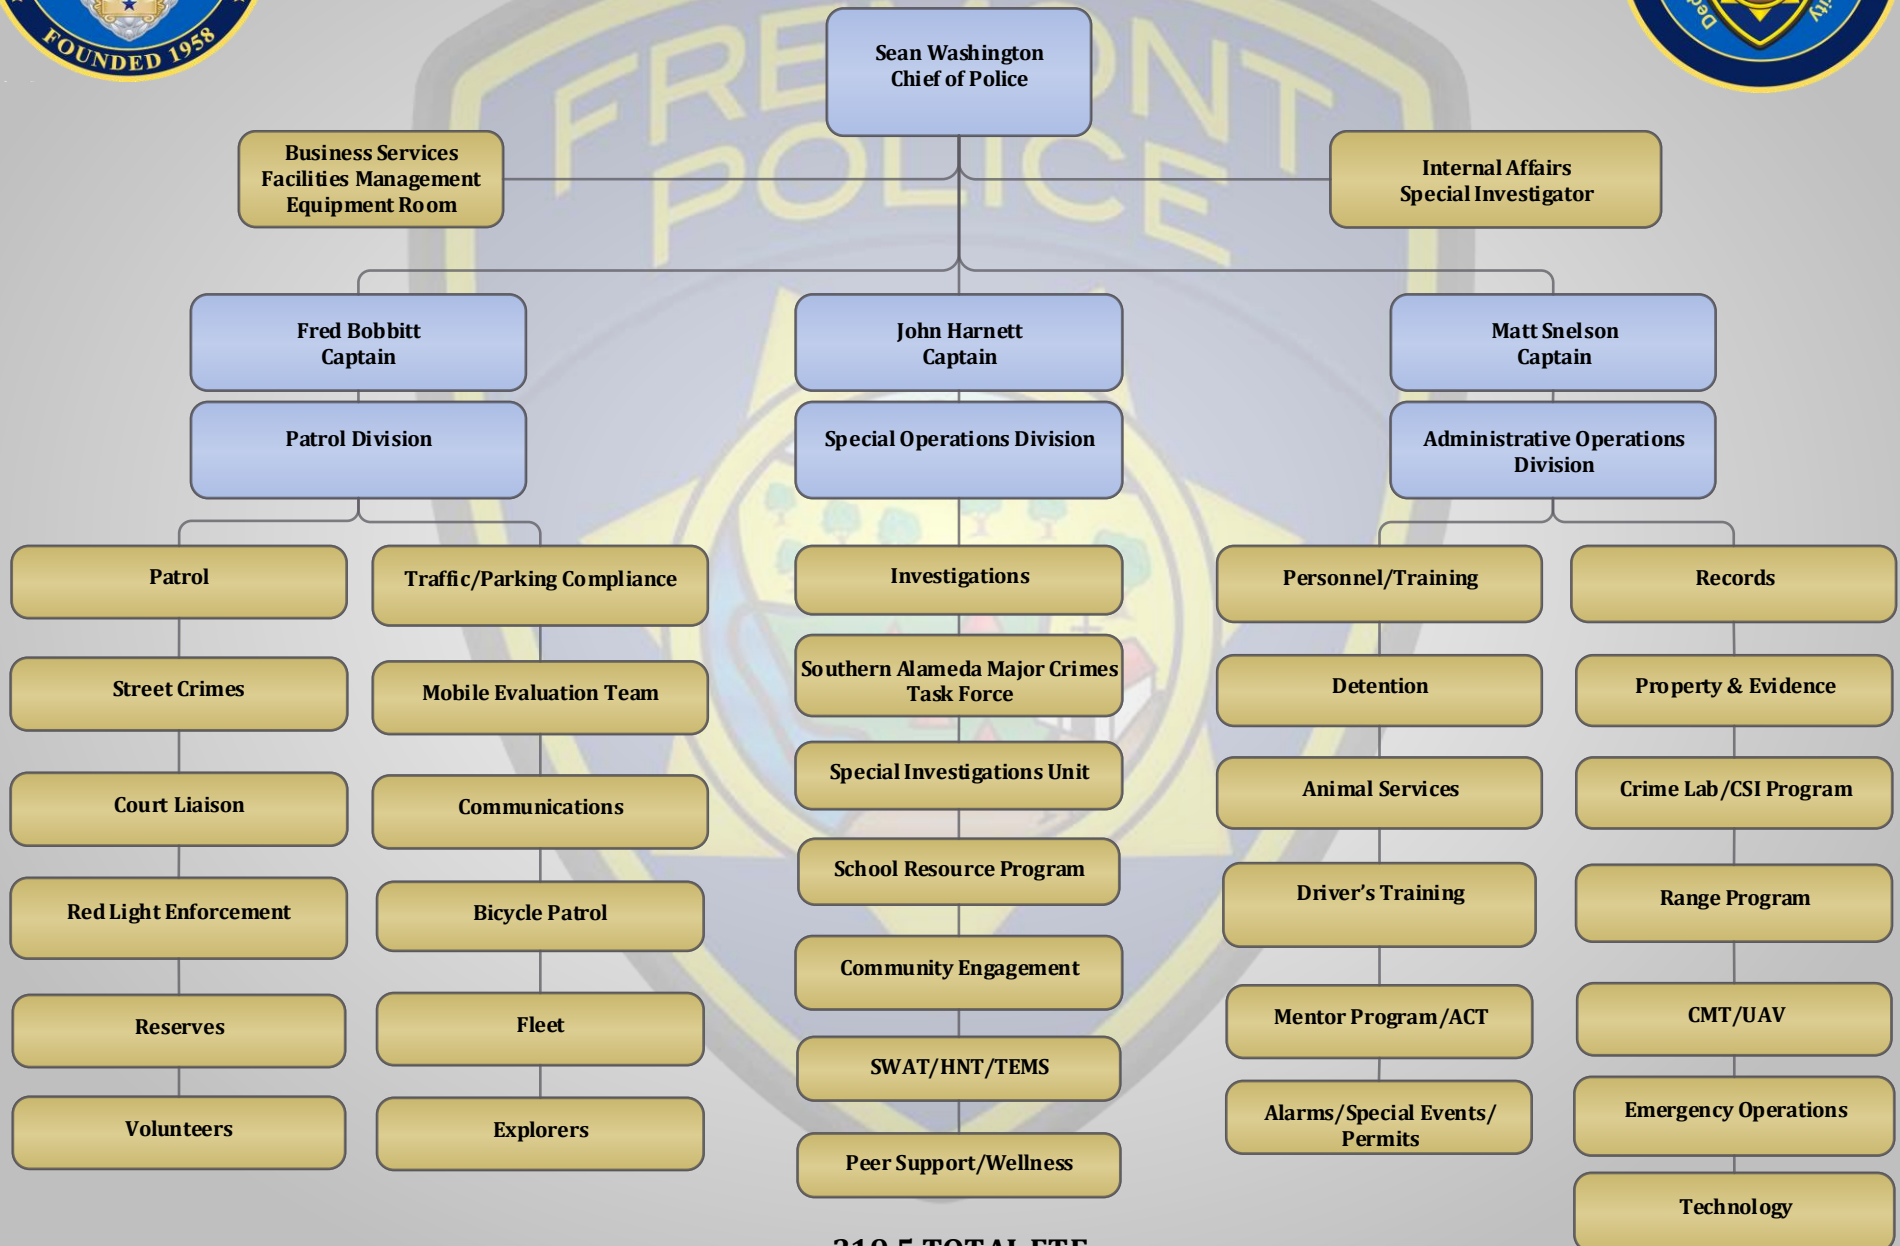 FOUNDED 1958
FREMONT
POLICE
Sean Washington
Chief of Police
Business Services
Facilities Management
Equipment Room
Internal Affairs
Special Investigator
Fred Bobbitt
Captain
John Harnett
Captain
Matt Snelson
Captain
Patrol Division
Special Operations Division
Administrative Operations
Division
Patrol
Street Crimes
Court Liaison
Red Light Enforcement
Reserves
Volunteers
Traffic/Parking Compliance
Mobile Evaluation Team
Communications
Bicycle Patrol
Fleet
Explorers
Investigations
Southern Alameda Major Crimes
Task Force
Special Investigations Unit
School Resource Program
Community Engagement
SWAT/HNT/TEMS
Peer Support/Wellness
Personnel/Training
Detention
Animal Services
Driver’s Training
Mentor Program/ACT
Alarms/Special Events/
Permits
Records
Property & Evidence
Crime Lab/CSI Program
Range Program
CMT/UAV
Emergency Operations
Technology
TOTAL FTE